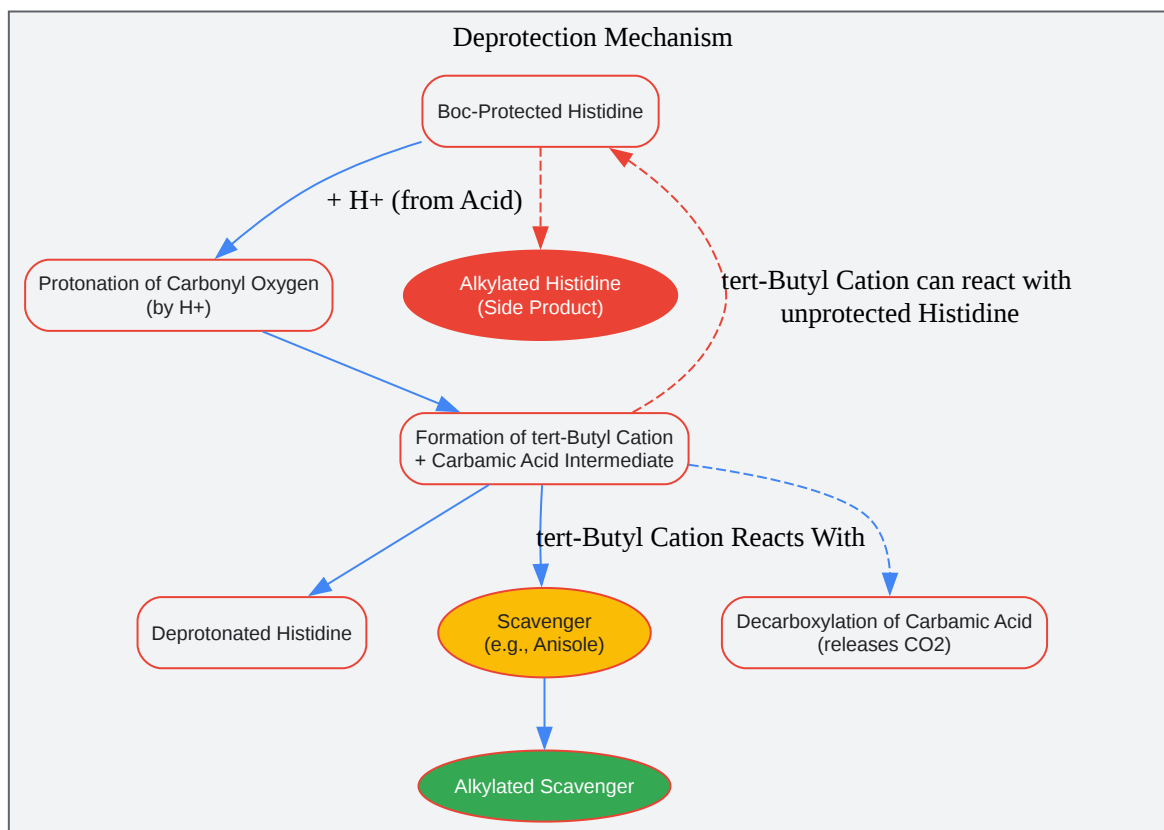 Deprotection Mechanism
Boc-Protected Histidine
+ H+ (from Acid)
Protonation of Carbonyl Oxygen
(by H+)
Alkylated Histidine
(Side Product)
tert-Butyl Cation can react with
unprotected Histidine
Formation of tert-Butyl Cation
+ Carbamic Acid Intermediate
tert-Butyl Cation Reacts With
Deprotonated Histidine
Scavenger
(e.g., Anisole)
Decarboxylation of Carbamic Acid
(releases CO2)
Alkylated Scavenger